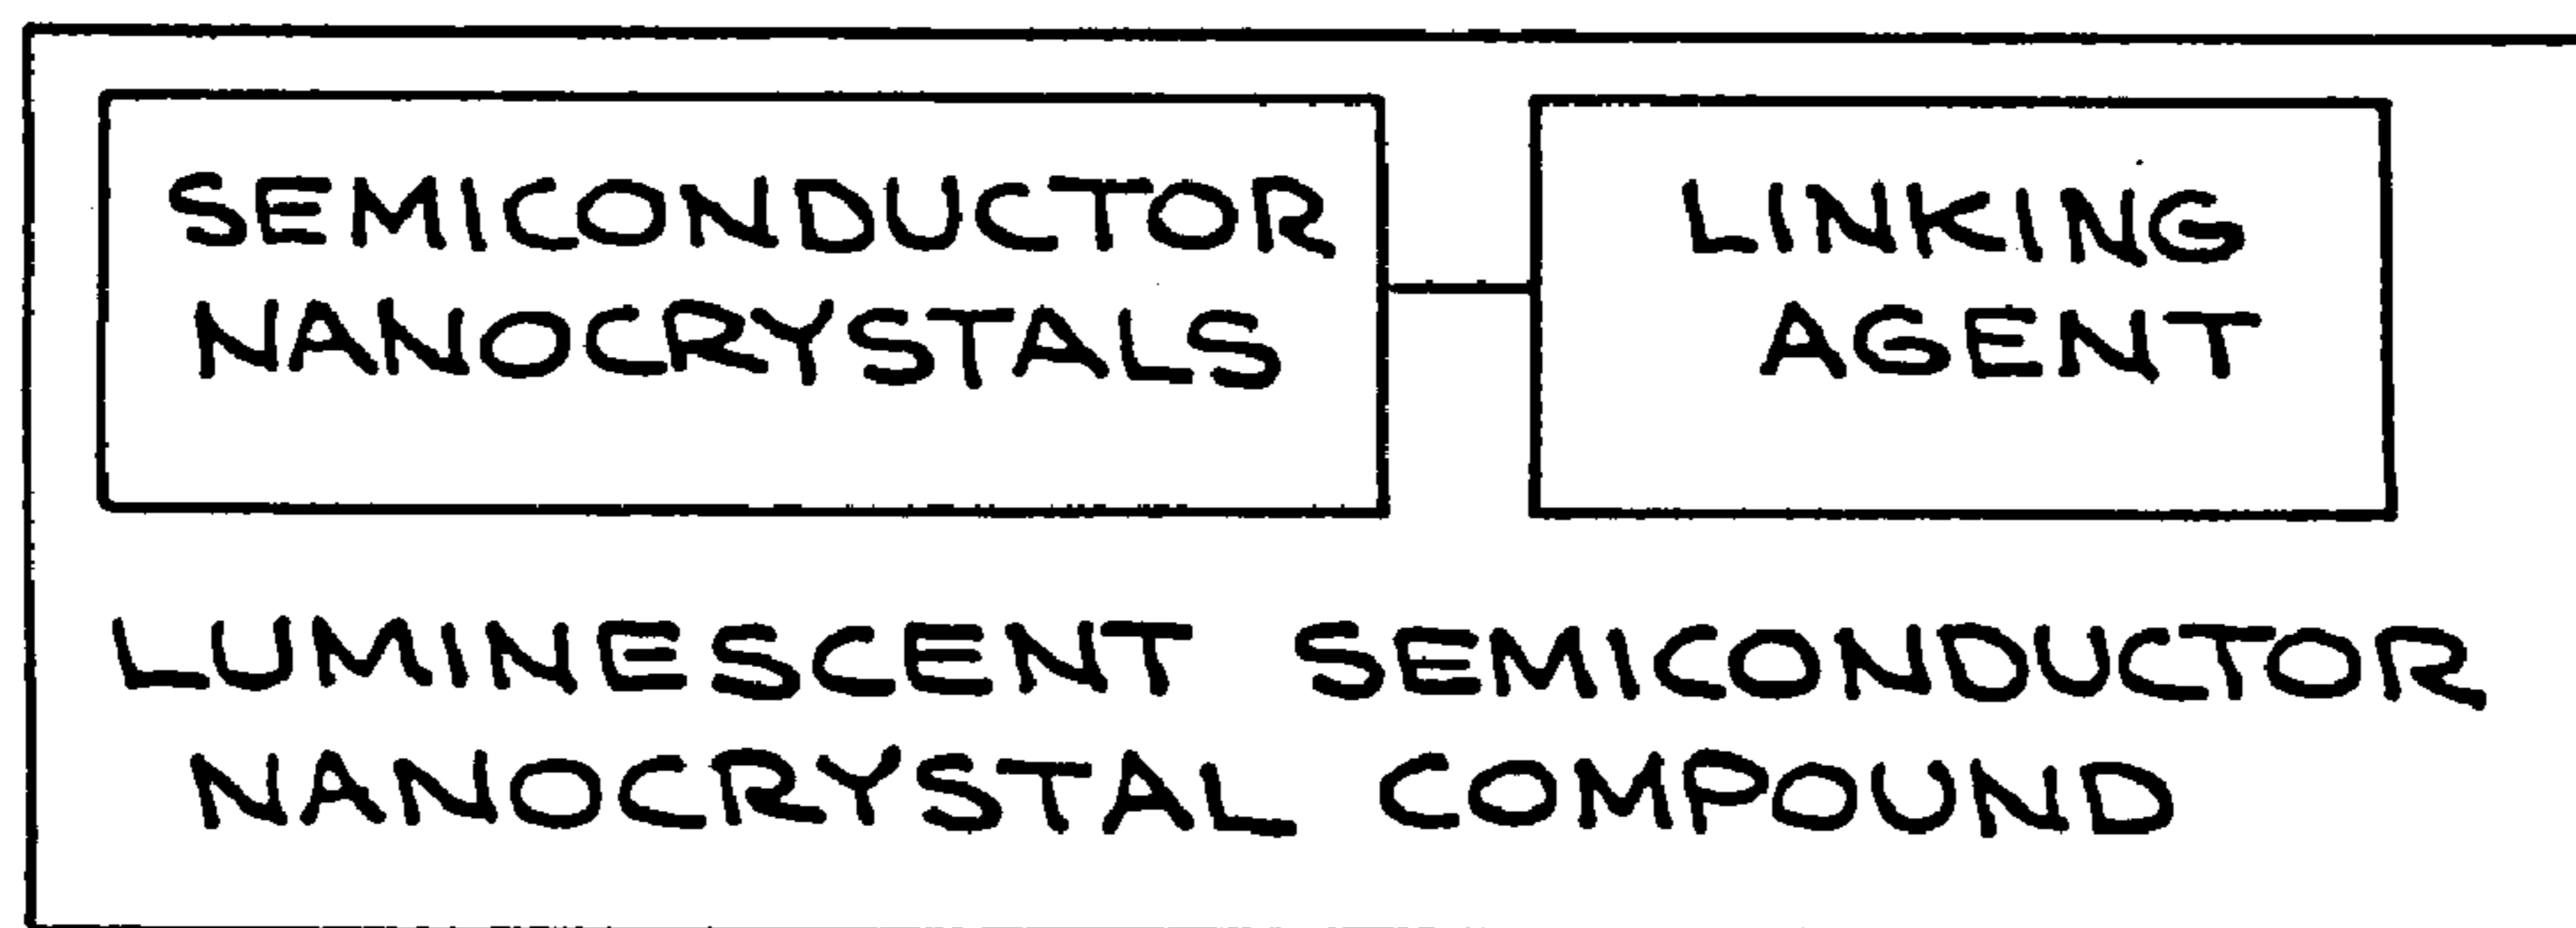 SEMICONDUCTOR
NANOCRYSTALS
LINKING
AGENT
LUMINESCENT SEMICONDUCTOR
NANOCRYSTAL COMPOUND